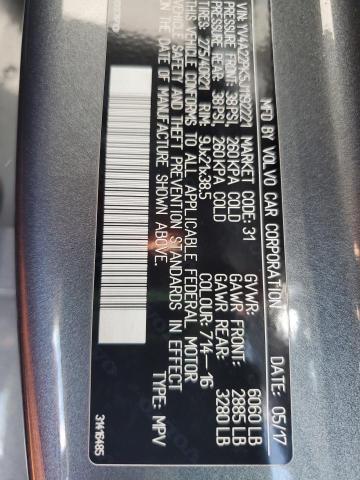 MFD. BY VOLVO CAR CORPORATION DATE: 05/17
GVWR: 6060 LB
GAWR FRONT: 2885 LB
GAWR REAR: 3280 LB
VIN: YV4A22PK5J1192221 MARKET CODE: 31
PRESSURE FRONT: 38PSI, 260KPA COLD
PRESSURE REAR: 38PSI, 260KPA COLD
TIRES: 275/40R21 RIM: 9JX21x38.5 COLOUR: 714—16
THIS VEHICLE CONFORMS TO ALL APPLICABLE FEDERAL MOTOR
VEHICLE SAFETY AND THEFT PREVENTION STANDARDS IN EFFECT
ON THE DATE OF MANUFACTURE SHOWN ABOVE. TYPE: MPV
31416485